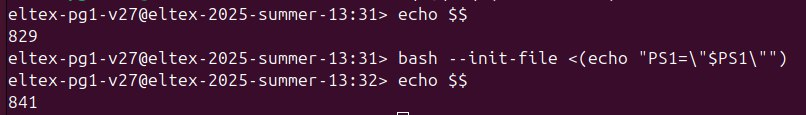 eltex-pg1-v27@eltex-2025-summer-13:31> echo $$
829
eltex-pg1-v27@eltex-2025-summer-13:31> bash --init-file <(echo "PS1=\"$PS1\"")
eltex-pg1-v27@eltex-2025-summer-13:32> echo $$
841